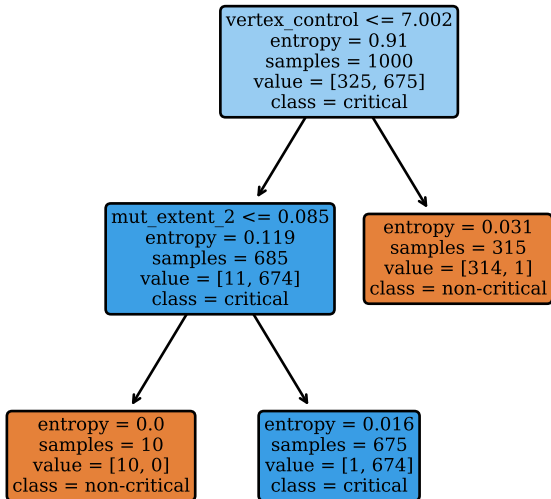 vertex_control <= 7.002
entropy = 0.91
samples = 1000
value = [325, 675]
class = critical
mut_extent_2 <= 0.085
entropy = 0.119
samples = 685
value = [11, 674]
class = critical
entropy = 0.031
samples = 315
value = [314, 1]
class = non-critical
entropy = 0.0
samples = 10
value = [10, 0]
class = non-critical
entropy = 0.016
samples = 675
value = [1, 674]
class = critical